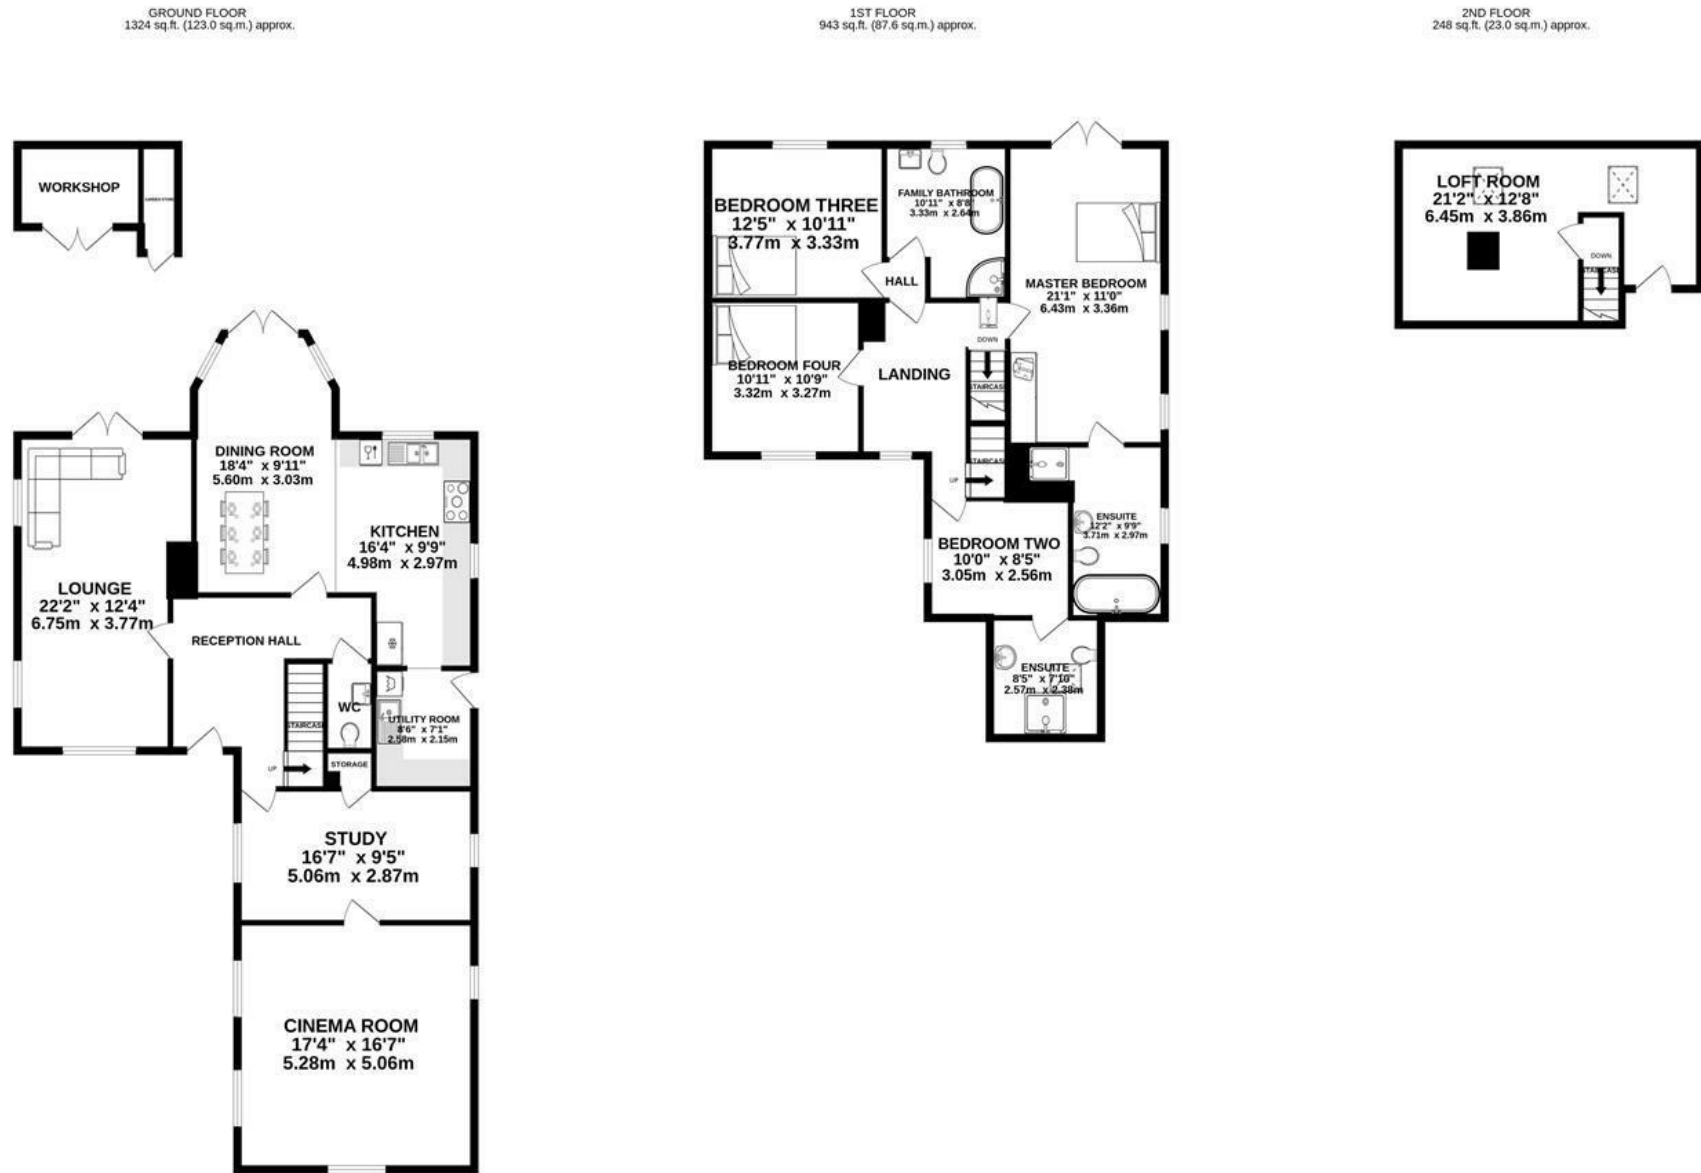 GROUND FLOOR
1324 sq.ft. (123.0 sq.m.) approx.
1ST FLOOR
943 sq.ft. (87.6 sq.m.) approx.
2ND FLOOR
248 sq.ft. (23.0 sq.m.) approx.
WORKSHOP
DINING ROOM
18'4" x 9'11"
5.60m x 3.03m
KITCHEN
16'4" x 9'9"
4.98m x 2.97m
LOUNGE
22'2" x 12'4"
6.75m x 3.77m
RECEPTION HALL
WC
STAIRCASE
UP
UTILITY ROOM
8'6" x 7'1"
2.58m x 2.15m
STORAGE
STUDY
16'7" x 9'5"
5.06m x 2.87m
CINEMA ROOM
17'4" x 16'7"
5.28m x 5.06m
BEDROOM THREE
12'5" x 10'11"
3.77m x 3.33m
FAMILY BATHROOM
10'11" x 8'8"
3.33m x 2.64m
HALL
MASTER BEDROOM
21'1" x 11'0"
6.43m x 3.36m
BEDROOM FOUR
10'11" x 10'9"
3.32m x 3.27m
LANDING
DOWN
STAIRCASE
STAIRCASE
UP
BEDROOM TWO
10'0" x 8'5"
3.05m x 2.56m
ENSUITE
12'2" x 9'9"
3.71m x 2.97m
ENSUITE
8'5" x 7'10"
2.57m x 2.38m
LOFT ROOM
21'2" x 12'8"
6.45m x 3.86m
DOWN
STAIRCASE